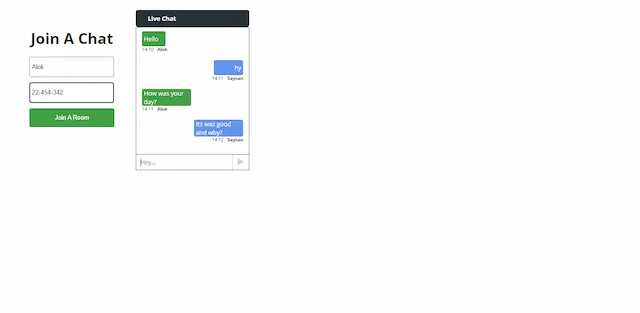 Join A Chat
Alok
22-454-342
Join A Room
Live Chat
Hello
14:10 Alok
hy
14:11 Saysan
How was your
day?
14:11 Alok
Its was good
and why?
14:12 Saysan
Hey...